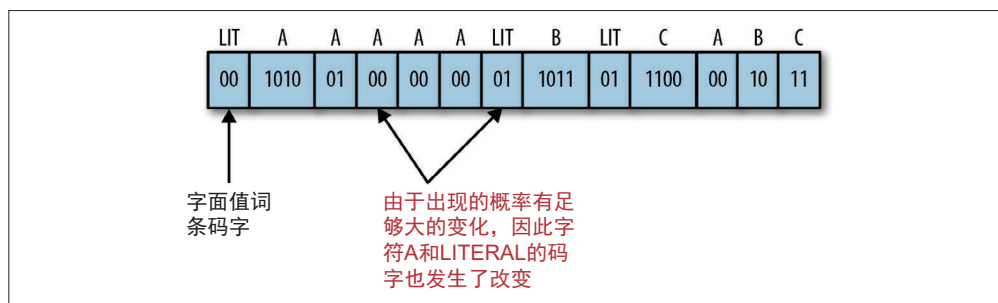 LIT A A A A A LIT B LIT C A B C
00 1010 01 00 00 00 01 1011 01 1100 00 10 11
字面值词
条码字
由于出现的概率有足
够大的变化，因此字
符A和LITERAL的码
字也发生了改变